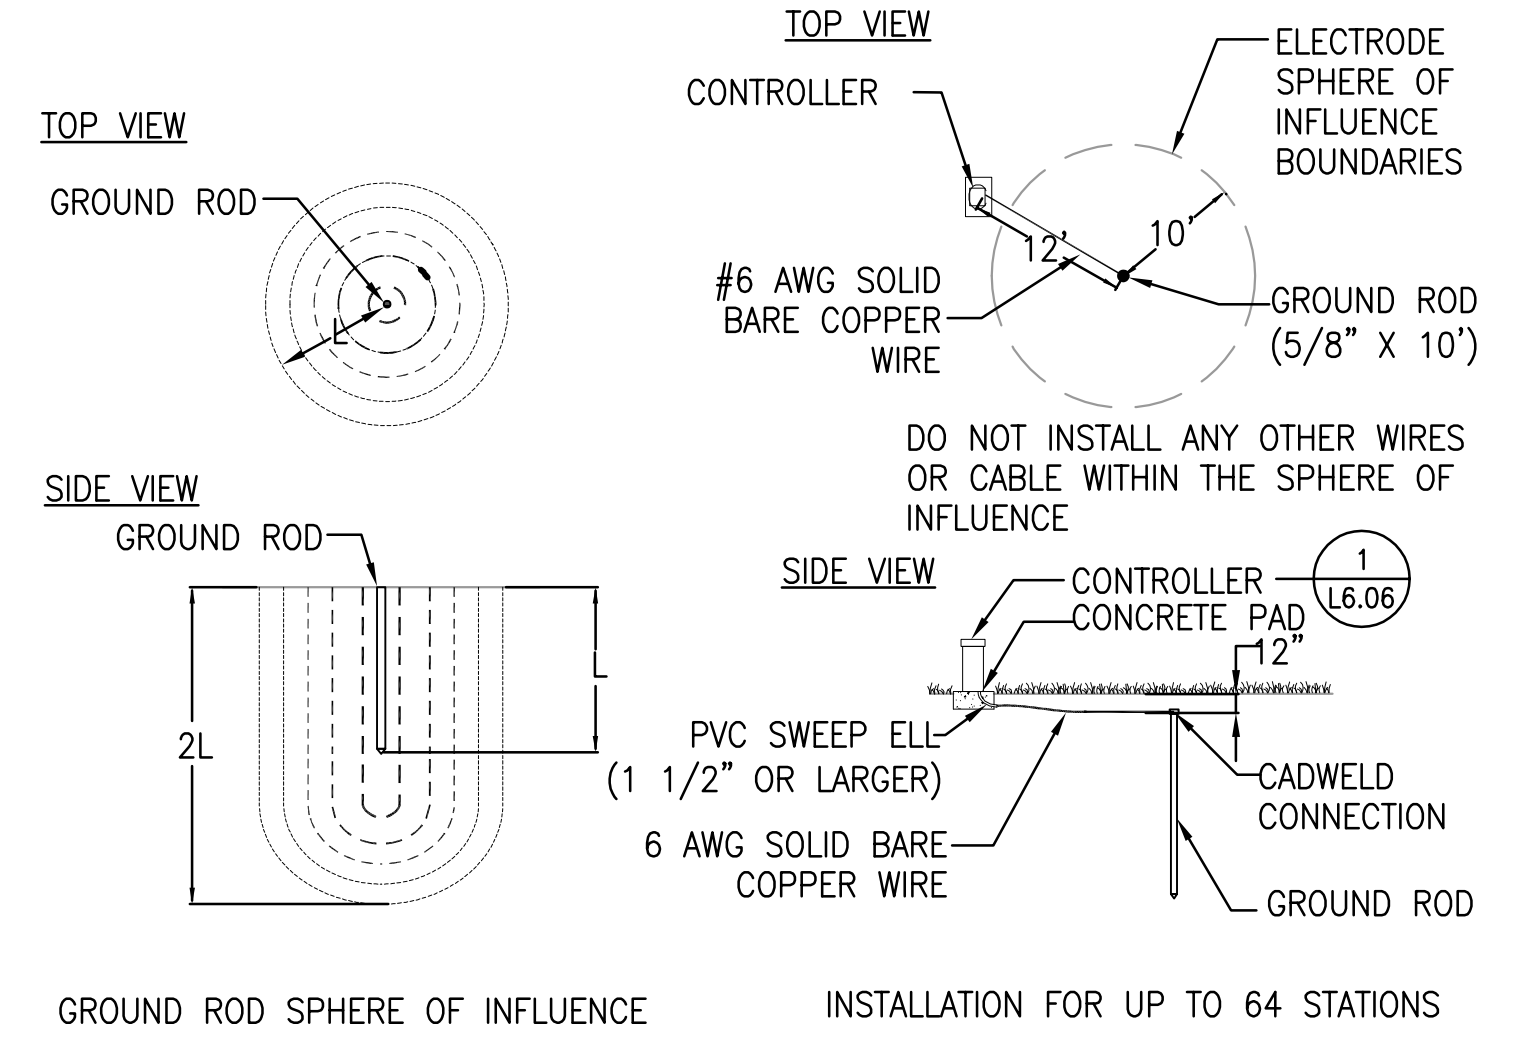 TOP VIEW
GROUND ROD
L
SIDE VIEW
GROUND ROD
L
2L
GROUND ROD SPHERE OF INFLUENCE
TOP VIEW
CONTROLLER
ELECTRODE
SPHERE OF
INFLUENCE
BOUNDARIES
10'
12'
#6 AWG SOLID
BARE COPPER
WIRE
GROUND ROD
(5/8" X 10')
DO NOT INSTALL ANY OTHER WIRES
OR CABLE WITHIN THE SPHERE OF
INFLUENCE
SIDE VIEW
CONTROLLER
1
L6.06
CONCRETE PAD
12"
PVC SWEEP ELL
(1 1/2" OR LARGER)
6 AWG SOLID BARE
COPPER WIRE
CADWELD
CONNECTION
GROUND ROD
INSTALLATION FOR UP TO 64 STATIONS